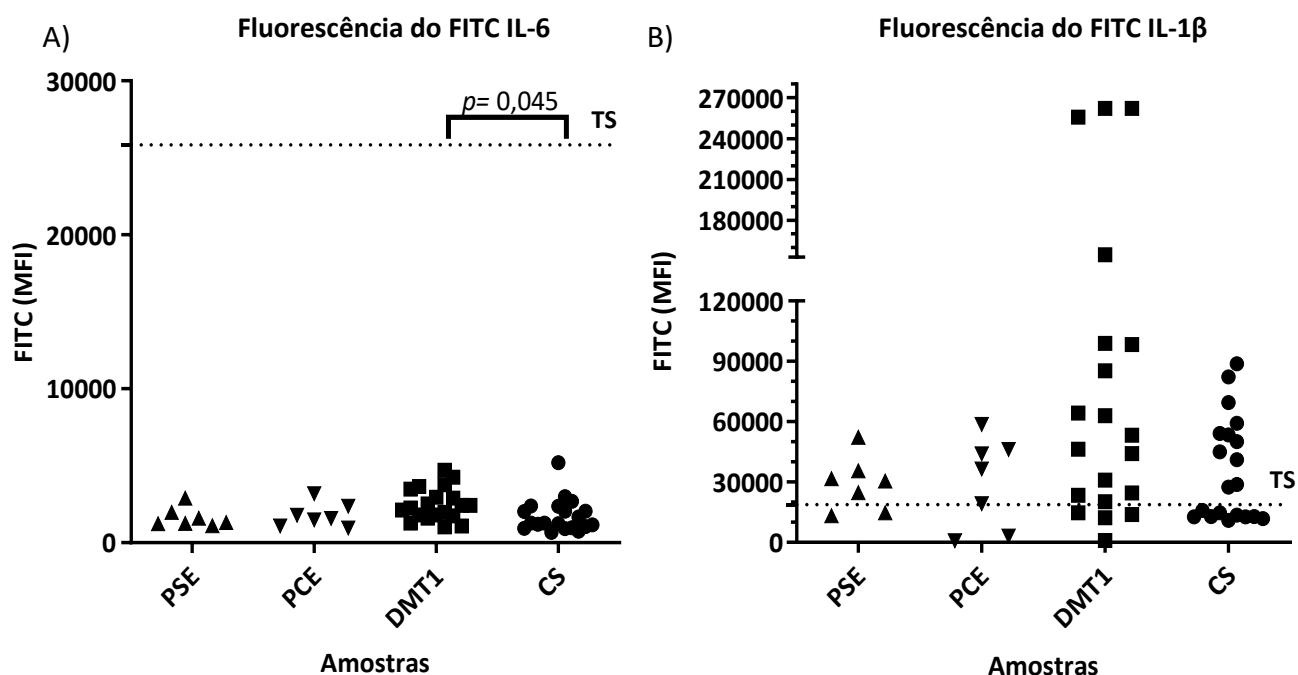 A)
Fluorescência do FITC IL-6
30000
20000
10000
0
FITC (MFI)
p= 0,045
TS
PSE
PCE
DMT1
CS
Amostras
B)
Fluorescência do FITC IL-1β
270000
240000
210000
180000
120000
90000
60000
30000
0
FITC (MFI)
TS
PSE
PCE
DMT1
CS
Amostras